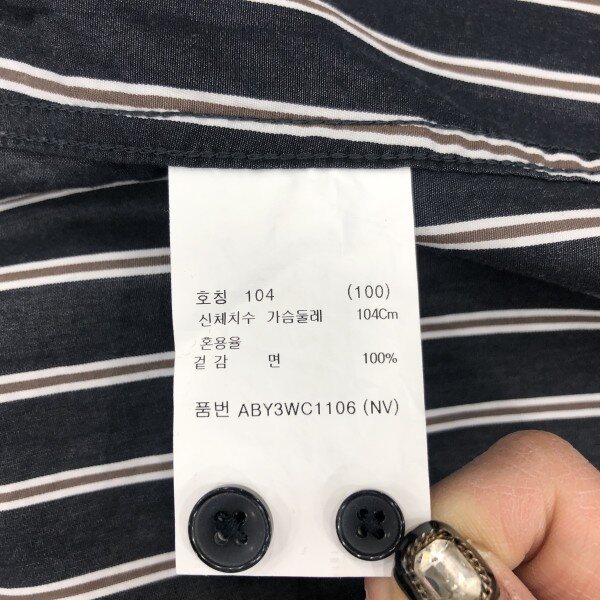 호칭 104 (100)
신체치수 가슴둘레 104Cm
혼용율
겉감 면 100%
품번 ABY3WC1106 (NV)